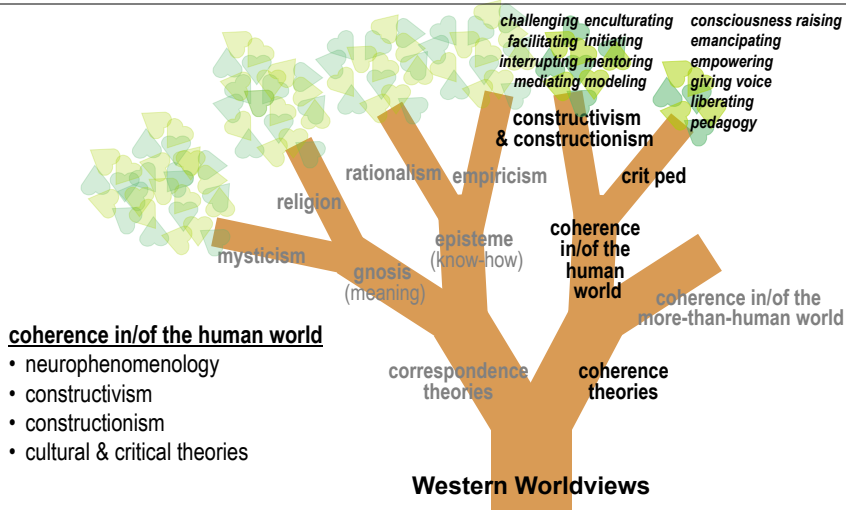 challenging enculturating
facilitating initiating
interrupting mentoring
mediating modeling
consciousness raising
emancipating
empowering
giving voice
liberating
pedagogy
constructivism
& constructionism
crit ped
rationalism
empiricism
religion
mysticism
gnosis
(meaning)
episteme
(know-how)
coherence
in/of the
human
world
coherence in/of the
more-than-human world
correspondence
theories
coherence
theories
coherence in/of the human world
• neurophenomenology
• constructivism
• constructionism
• cultural & critical theories
Western Worldviews